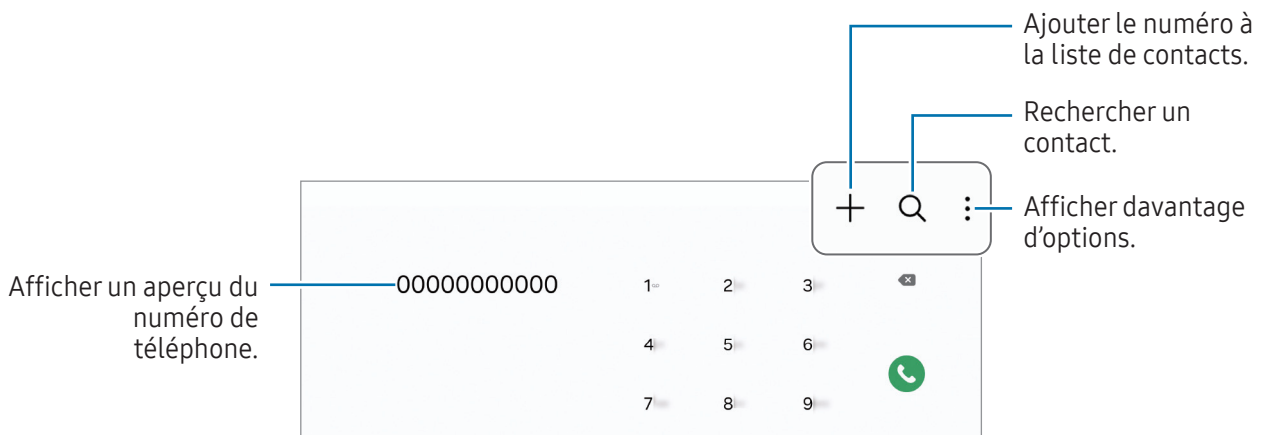 Ajouter le numéro à
la liste de contacts.
Rechercher un
contact.
Afficher davantage
d'options.
Afficher un aperçu du
numéro de
téléphone.
00000000000
1 2 3
4 5 6
7 8 9